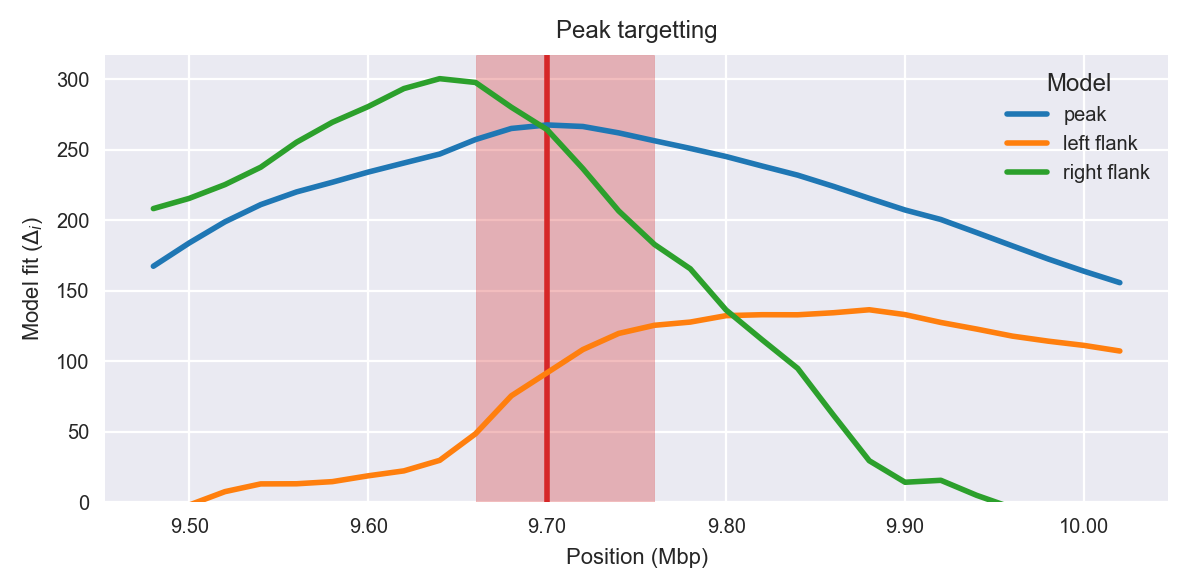 Peak targetting
Model fit (Δi)
300
250
200
150
100
50
0
Model
peak
left flank
right flank
9.50 9.60 9.70 9.80 9.90 10.00
Position (Mbp)